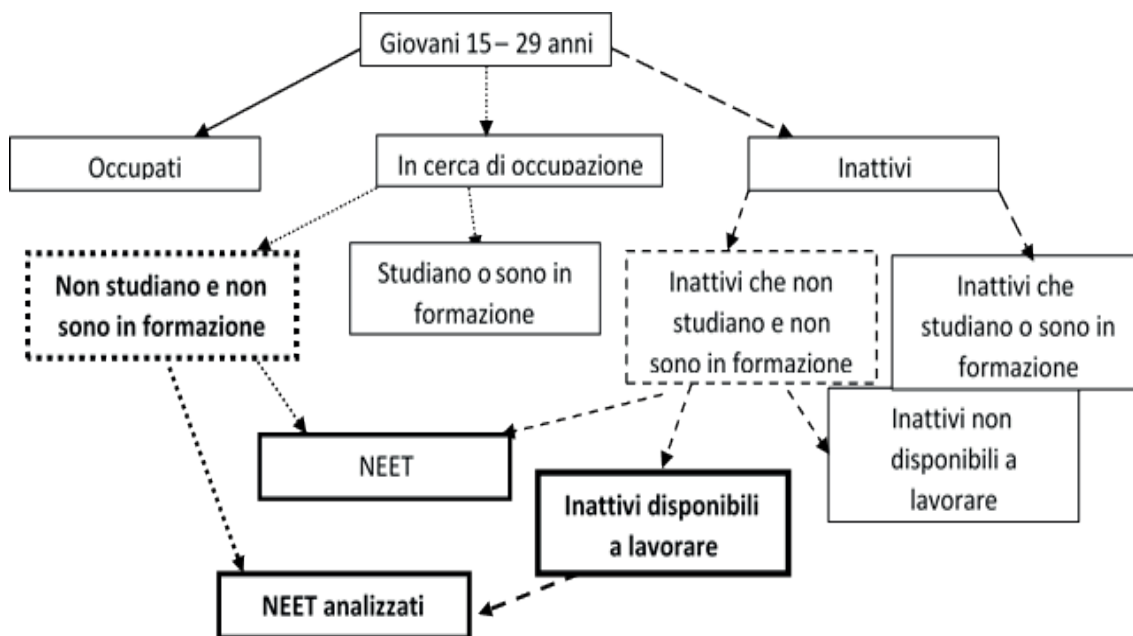 Giovani 15 – 29 anni
Occupati
In cerca di occupazione
Inattivi
Non studiano e non
sono in formazione
Studiano o sono in
formazione
Inattivi che non
studiano e non
sono in formazione
Inattivi che
studiano o sono in
formazione
NEET
Inattivi disponibili
a lavorare
Inattivi non
disponibili a
lavorare
NEET analizzati